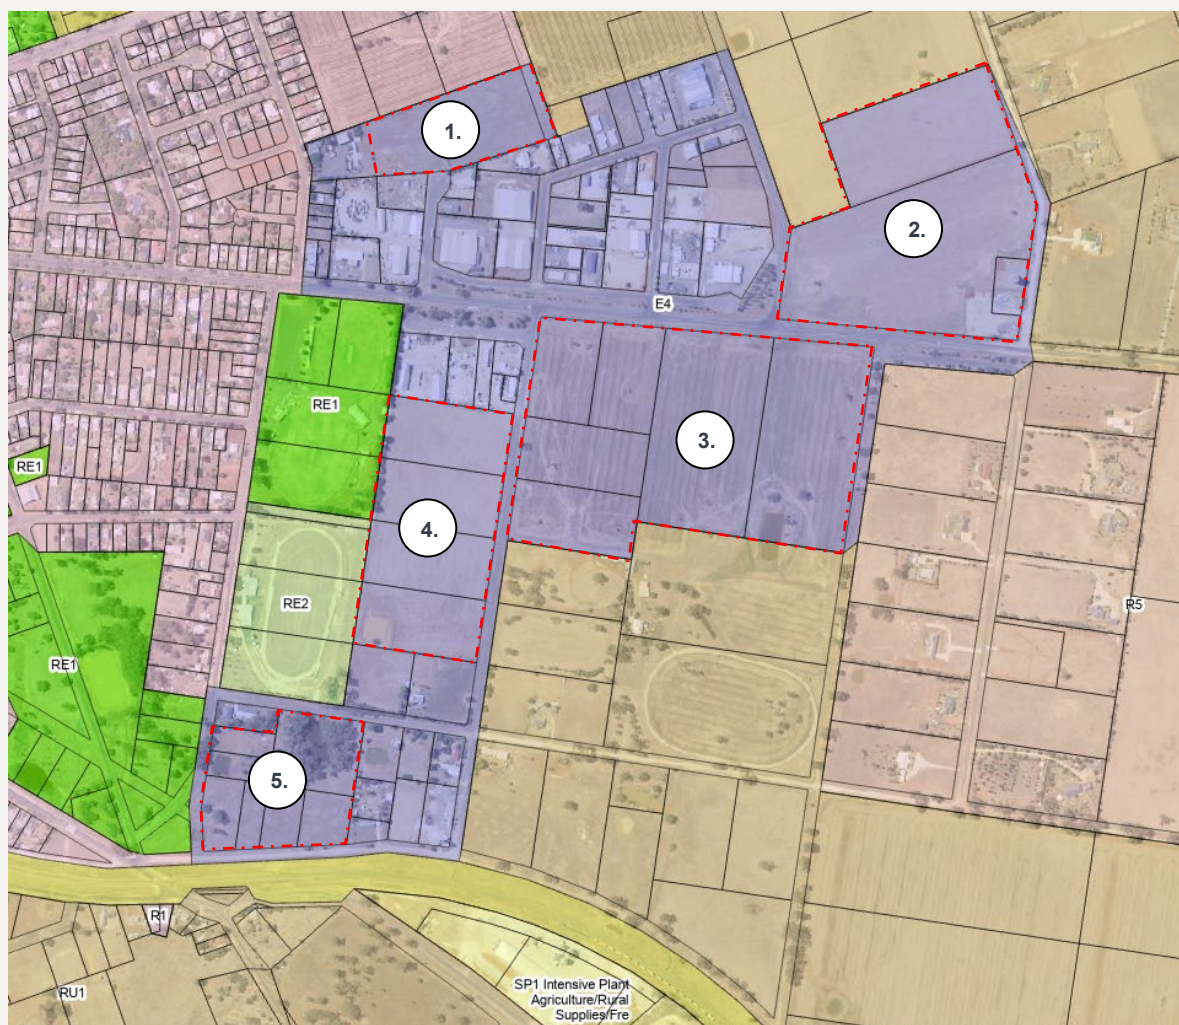 1.
2.
E4
RE1
3.
RE1
4.
RE2
R5
RE1
5.
R1
SP1 Intensive Plant
Agriculture/Rural
Supplies/Fre
RU1